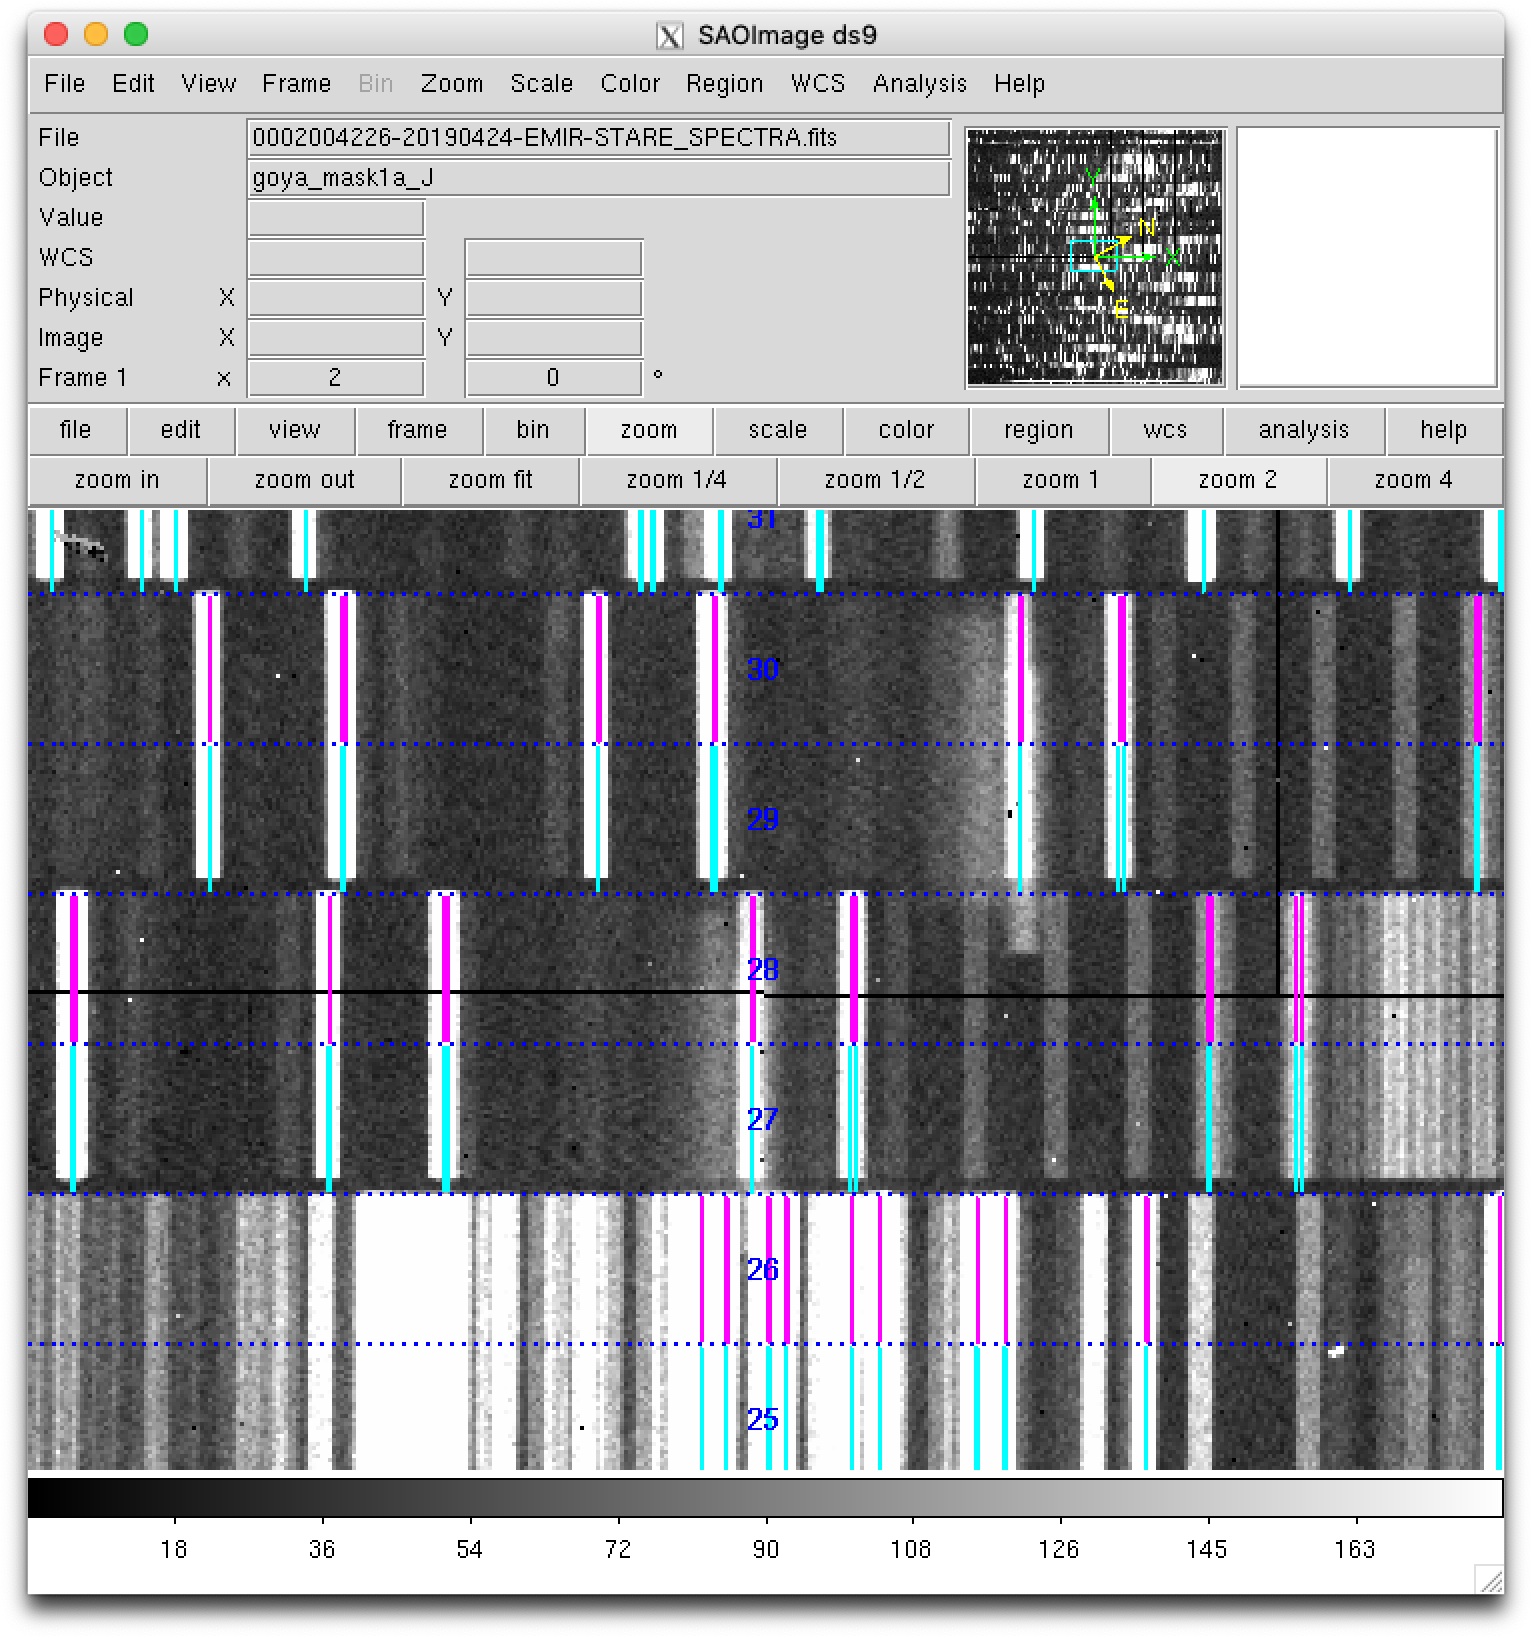 SAOImage ds9
File Edit View Frame Bin Zoom Scale Color Region WCS Analysis Help
File 0002004226-20190424-EMIR-STARE_SPECTRA.fits
Object goya_mask1a_J
Value
WCS
Physical X Y
Image X Y
Frame 1 x 2 0 °
Y
N
X
E
file edit view frame bin zoom scale color region wcs analysis help
zoom in zoom out zoom fit zoom 1/4 zoom 1/2 zoom 1 zoom 2 zoom 4
31
30
29
28
27
26
25
18 36 54 72 90 108 126 145 163